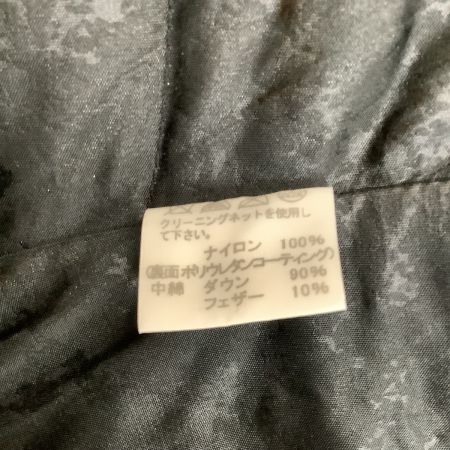 クリーニングネットを使用し
て下さい。
ナイロン 100%
(裏面ポリウレタンコーティング)
中綿 ダウン 90%
フェザー 10%